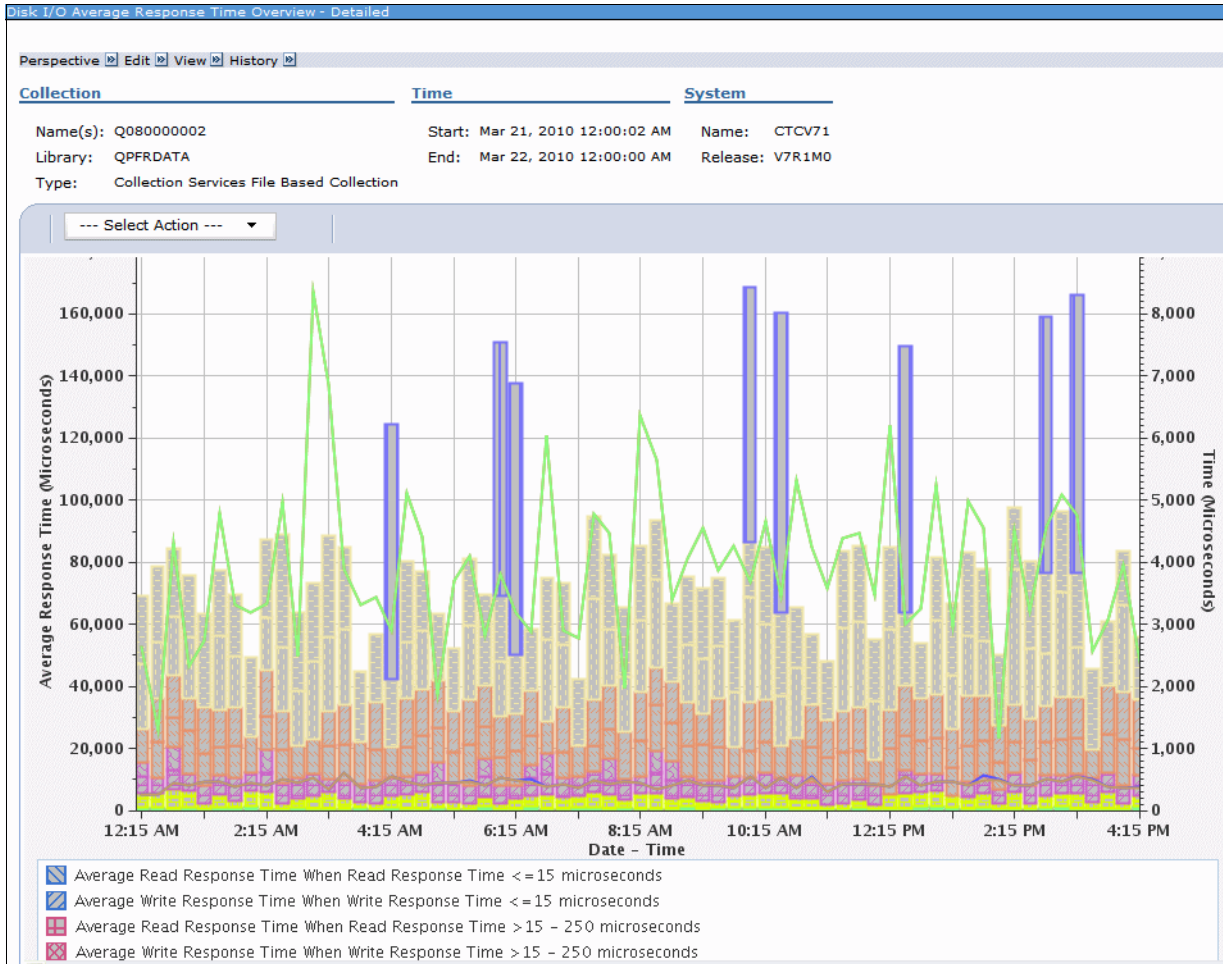 Disk I/O Average Response Time Overview - Detailed
Perspective Edit View History
Collection Time System
Name(s): Q080000002 Start: Mar 21, 2010 12:00:02 AM Name: CTCV71
Library: QPFRDATA End: Mar 22, 2010 12:00:00 AM Release: V7R1M0
Type: Collection Services File Based Collection
--- Select Action ---
Average Response Time (Microseconds)
160,000
140,000
120,000
100,000
80,000
60,000
40,000
20,000
0
8,000
7,000
6,000
5,000
4,000
3,000
2,000
1,000
0
Time (Microseconds)
12:15 AM 2:15 AM 4:15 AM 6:15 AM 8:15 AM 10:15 AM 12:15 PM 2:15 PM 4:15 PM
Date - Time
Average Read Response Time When Read Response Time <=15 microseconds
Average Write Response Time When Write Response Time <=15 microseconds
Average Read Response Time When Read Response Time >15 - 250 microseconds
Average Write Response Time When Write Response Time >15 - 250 microseconds